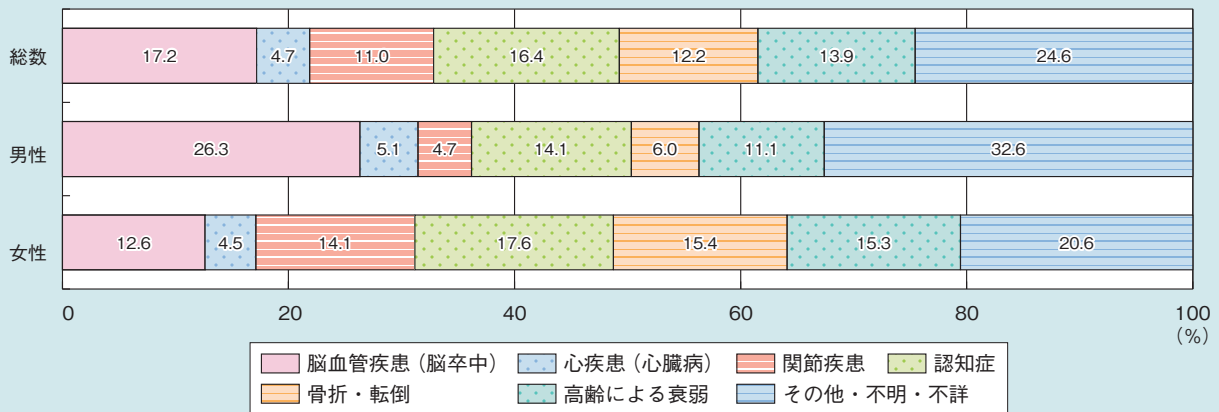 総数 17.2 4.7 11.0 16.4 12.2 13.9 24.6
男性 26.3 5.1 4.7 14.1 6.0 11.1 32.6
女性 12.6 4.5 14.1 17.6 15.4 15.3 20.6
0 20 40 60 80 100
(%)
脳血管疾患(脳卒中) 心疾患(心臓病) 関節疾患 認知症
骨折・転倒 高齢による衰弱 その他・不明・不詳